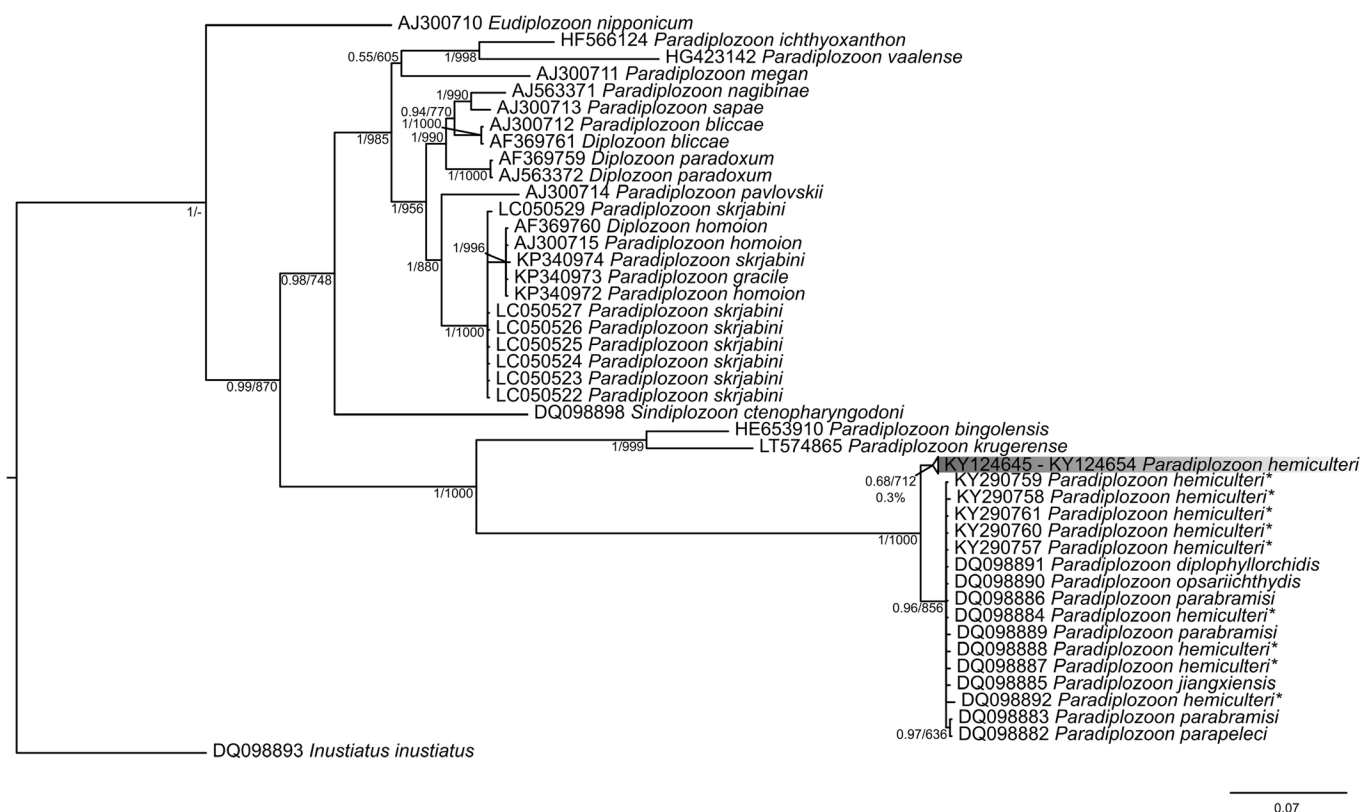 AJ300710 Eudiplozoon nipponicum
HF566124 Paradiplozoon ichthyoxanthon
0.55/605
1/998
HG423142 Paradiplozoon vaalense
AJ300711 Paradiplozoon megan
1/990
AJ563371 Paradiplozoon nagibinae
0.94/770
AJ300713 Paradiplozoon sapae
1/1000
AJ300712 Paradiplozoon bliccae
1/985
1/990
AF369761 Diplozoon bliccae
AF369759 Diplozoon paradoxum
1/1000
AJ563372 Diplozoon paradoxum
AJ300714 Paradiplozoon pavlovskii
1/-
1/956
LC050529 Paradiplozoon skrjabini
AF369760 Diplozoon homoion
1/996
AJ300715 Paradiplozoon homoion
1/880
KP340974 Paradiplozoon skrjabini
0.98/748
KP340973 Paradiplozoon gracile
KP340972 Paradiplozoon homoion
LC050527 Paradiplozoon skrjabini
1/1000
LC050526 Paradiplozoon skrjabini
LC050525 Paradiplozoon skrjabini
LC050524 Paradiplozoon skrjabini
0.99/870
LC050523 Paradiplozoon skrjabini
LC050522 Paradiplozoon skrjabini
DQ098898 Sindiplozoon ctenopharyngodoni
HE653910 Paradiplozoon bingolensis
1/999
LT574865 Paradiplozoon krugerense
KY124645 - KY124654 Paradiplozoon hemiculteri
0.68/712
KY290759 Paradiplozoon hemiculteri*
1/1000
0.3%
KY290758 Paradiplozoon hemiculteri*
KY290761 Paradiplozoon hemiculteri*
KY290760 Paradiplozoon hemiculteri*
1/1000
KY290757 Paradiplozoon hemiculteri*
DQ098891 Paradiplozoon diplophyllorchidis
DQ098890 Paradiplozoon opsariichthydis
DQ098886 Paradiplozoon parabramisi
0.96/856
DQ098884 Paradiplozoon hemiculteri*
DQ098889 Paradiplozoon parabramisi
DQ098888 Paradiplozoon hemiculteri*
DQ098887 Paradiplozoon hemiculteri*
DQ098885 Paradiplozoon jiangxiensis
DQ098892 Paradiplozoon hemiculteri*
DQ098883 Paradiplozoon parabramisi
0.97/636
DQ098882 Paradiplozoon parapeleci
DQ098893 Inustiatus inustiatus
0.07